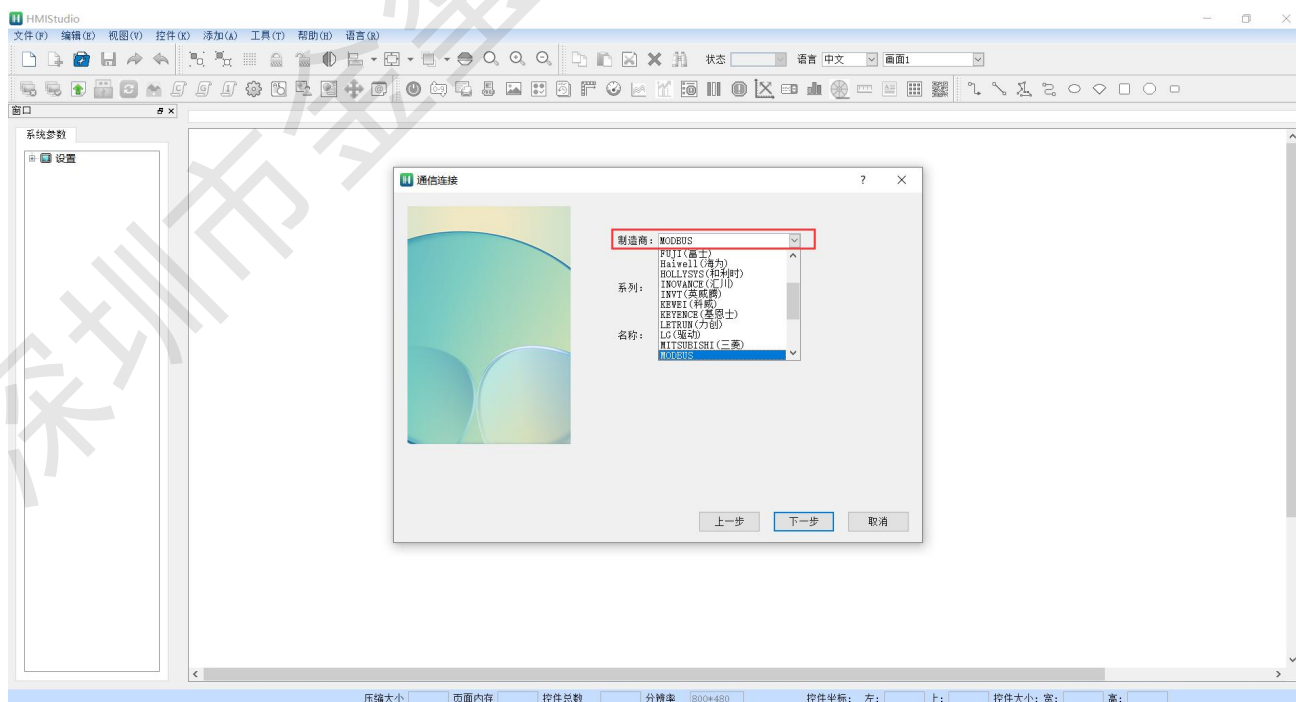 HMIStudio
文件(F) 编辑(E) 视图(V) 控件(K) 添加(A) 工具(T) 帮助(H) 语言(R)
状态 语言 中文 画面1
窗口
系统参数
设置
通信连接
制造商: MODBUS
FUJI(富士)
Haiwell(海为)
HOLLYSYS(和利时)
系列: INOVANCE(汇川)
INVT(英威腾)
KEWEI(科威)
KEYENCE(基恩士)
LETRUN(力创)
名称: LG(驱动)
MITSUBISHI(三菱)
MODBUS
上一步 下一步 取消
压缩大小 页面内存 控件总数 分辨率 800*480 控件坐标: 左: 上: 控件大小: 宽: 高:
深圳市金玺